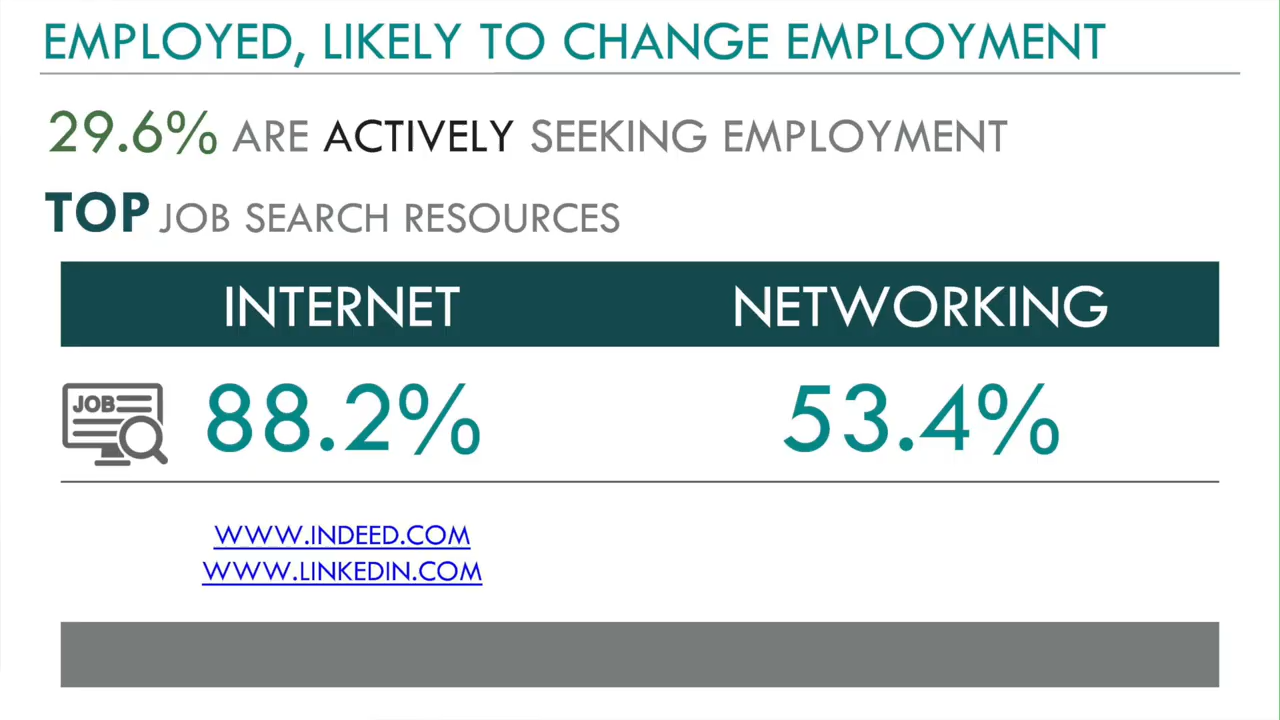 EMPLOYED, LIKELY TO CHANGE EMPLOYMENT
29.6% ARE ACTIVELY SEEKING EMPLOYMENT
TOP JOB SEARCH RESOURCES
INTERNET NETWORKING
JOB
88.2% 53.4%
WWW.INDEED.COM
WWW.LINKEDIN.COM